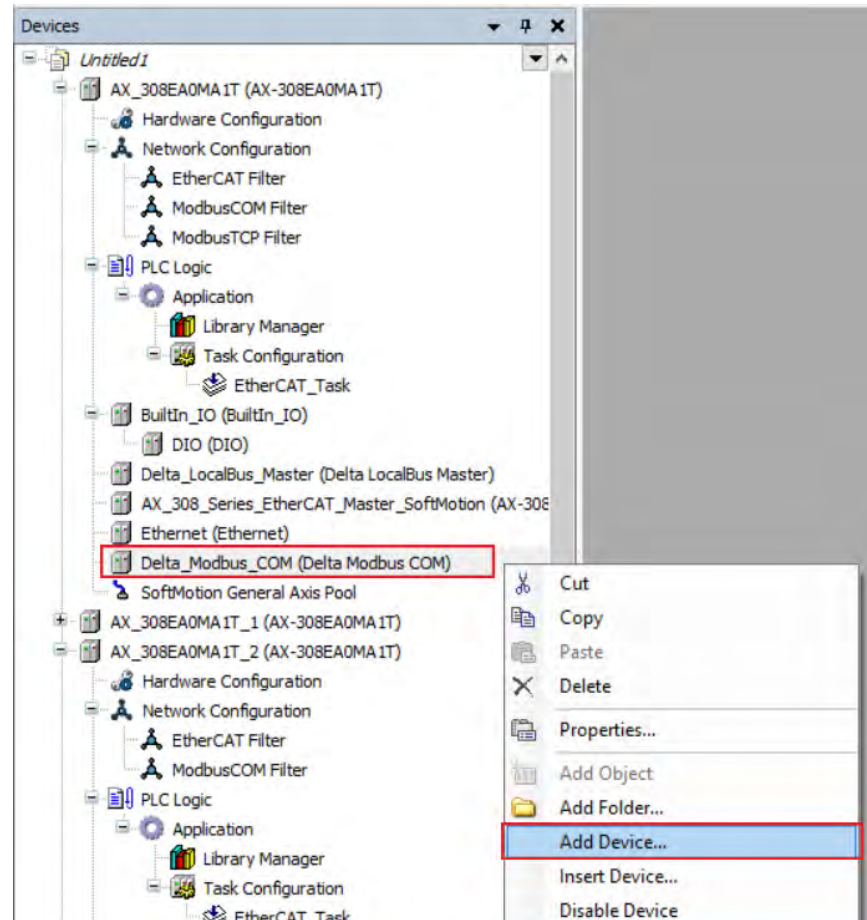 Devices
Untitled1
AX_308EA0MA1T (AX-308EA0MA1T)
Hardware Configuration
Network Configuration
EtherCAT Filter
ModbusCOM Filter
ModbusTCP Filter
PLC Logic
Application
Library Manager
Task Configuration
EtherCAT_Task
BuiltIn_IO (BuiltIn_IO)
DIO (DIO)
Delta_LocalBus_Master (Delta LocalBus Master)
AX_308_Series_EtherCAT_Master_SoftMotion (AX-308
Ethernet (Ethernet)
Delta_Modbus_COM (Delta Modbus COM)
SoftMotion General Axis Pool
AX_308EA0MA1T_1 (AX-308EA0MA1T)
AX_308EA0MA1T_2 (AX-308EA0MA1T)
Hardware Configuration
Network Configuration
EtherCAT Filter
ModbusCOM Filter
PLC Logic
Application
Library Manager
Task Configuration
EtherCAT_Task
Cut
Copy
Paste
Delete
Properties...
Add Object
Add Folder...
Add Device...
Insert Device...
Disable Device